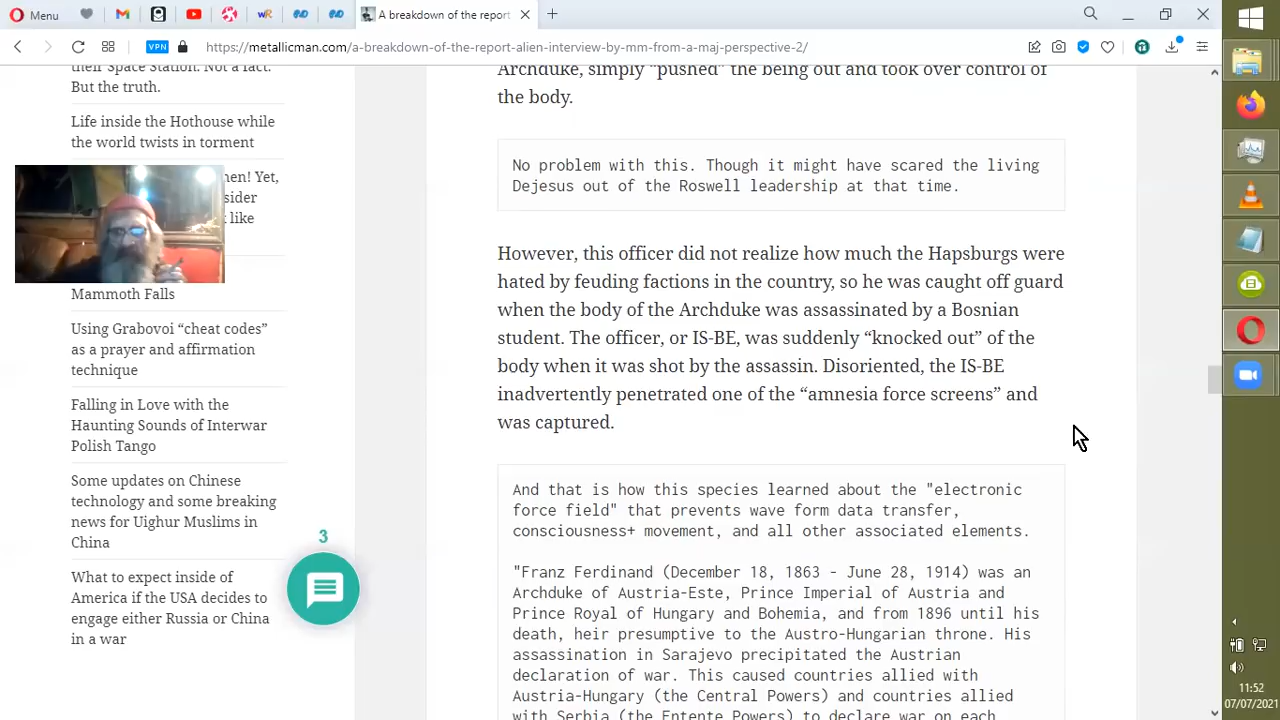 Menu
A breakdown of the report
VPN
https://metallicman.com/a-breakdown-of-the-report-alien-interview-by-mm-from-a-maj-perspective-2/
their Space Station. Not a fact.
But the truth.
Life inside the Hothouse while
the world twists in torment
hen! Yet,
sider
like
Mammoth Falls
Using Grabovoi “cheat codes”
as a prayer and affirmation
technique
Falling in Love with the
Haunting Sounds of Interwar
Polish Tango
Some updates on Chinese
technology and some breaking
news for Uighur Muslims in
China
What to expect inside of
America if the USA decides to
engage either Russia or China
in a war
3
Archduke, simply “pushed” the being out and took over control of
the body.
No problem with this. Though it might have scared the living
Dejesus out of the Roswell leadership at that time.
However, this officer did not realize how much the Hapsburgs were
hated by feuding factions in the country, so he was caught off guard
when the body of the Archduke was assassinated by a Bosnian
student. The officer, or IS-BE, was suddenly “knocked out” of the
body when it was shot by the assassin. Disoriented, the IS-BE
inadvertently penetrated one of the “amnesia force screens” and
was captured.
And that is how this species learned about the "electronic
force field" that prevents wave form data transfer,
consciousness+ movement, and all other associated elements.
"Franz Ferdinand (December 18, 1863 - June 28, 1914) was an
Archduke of Austria-Este, Prince Imperial of Austria and
Prince Royal of Hungary and Bohemia, and from 1896 until his
death, heir presumptive to the Austro-Hungarian throne. His
assassination in Sarajevo precipitated the Austrian
declaration of war. This caused countries allied with
Austria-Hungary (the Central Powers) and countries allied
with Serbia (the Entente Powers) to declare war on each
11:52
07/07/2021